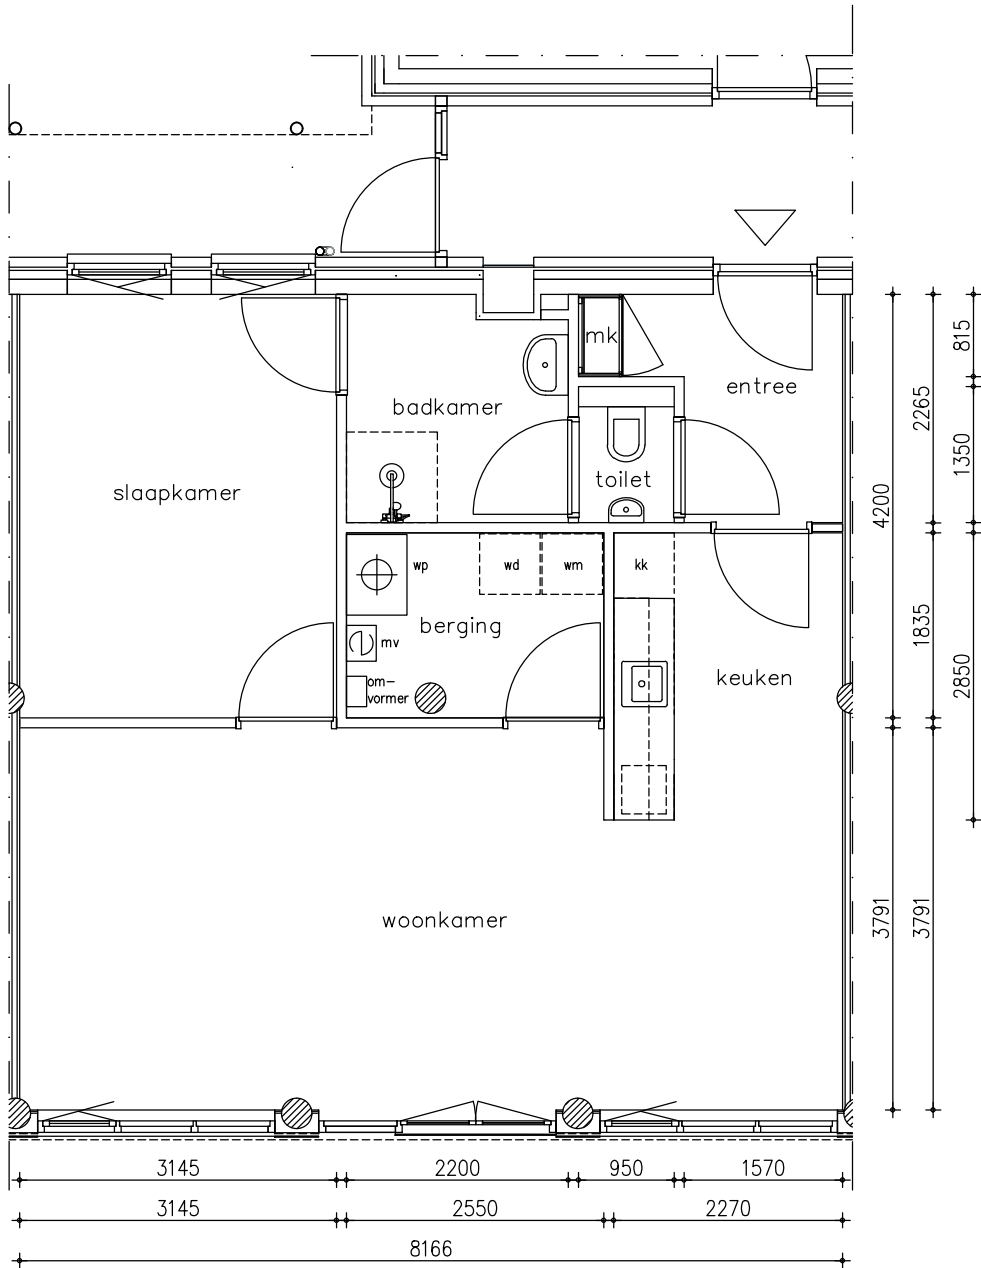 mk
entree
badkamer
toilet
slaapkamer
wp
wd
wm
kk
berging
mv
om-
vormer
keuken
woonkamer
815
2265
1350
4200
1835
2850
3791
3791
3145
2200
950
1570
3145
2550
2270
8166